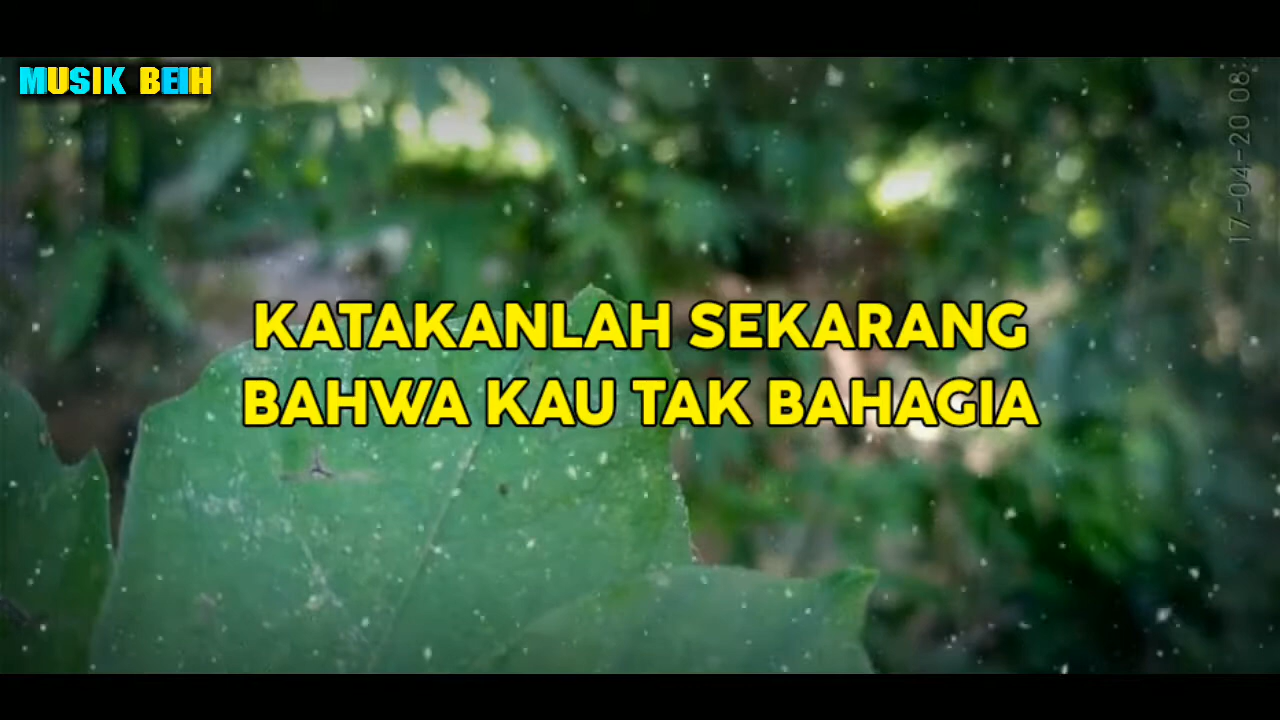 MUSIK BEIH
17-04-20 08:
KATAKANLAH SEKARANG
BAHWA KAU TAK BAHAGIA